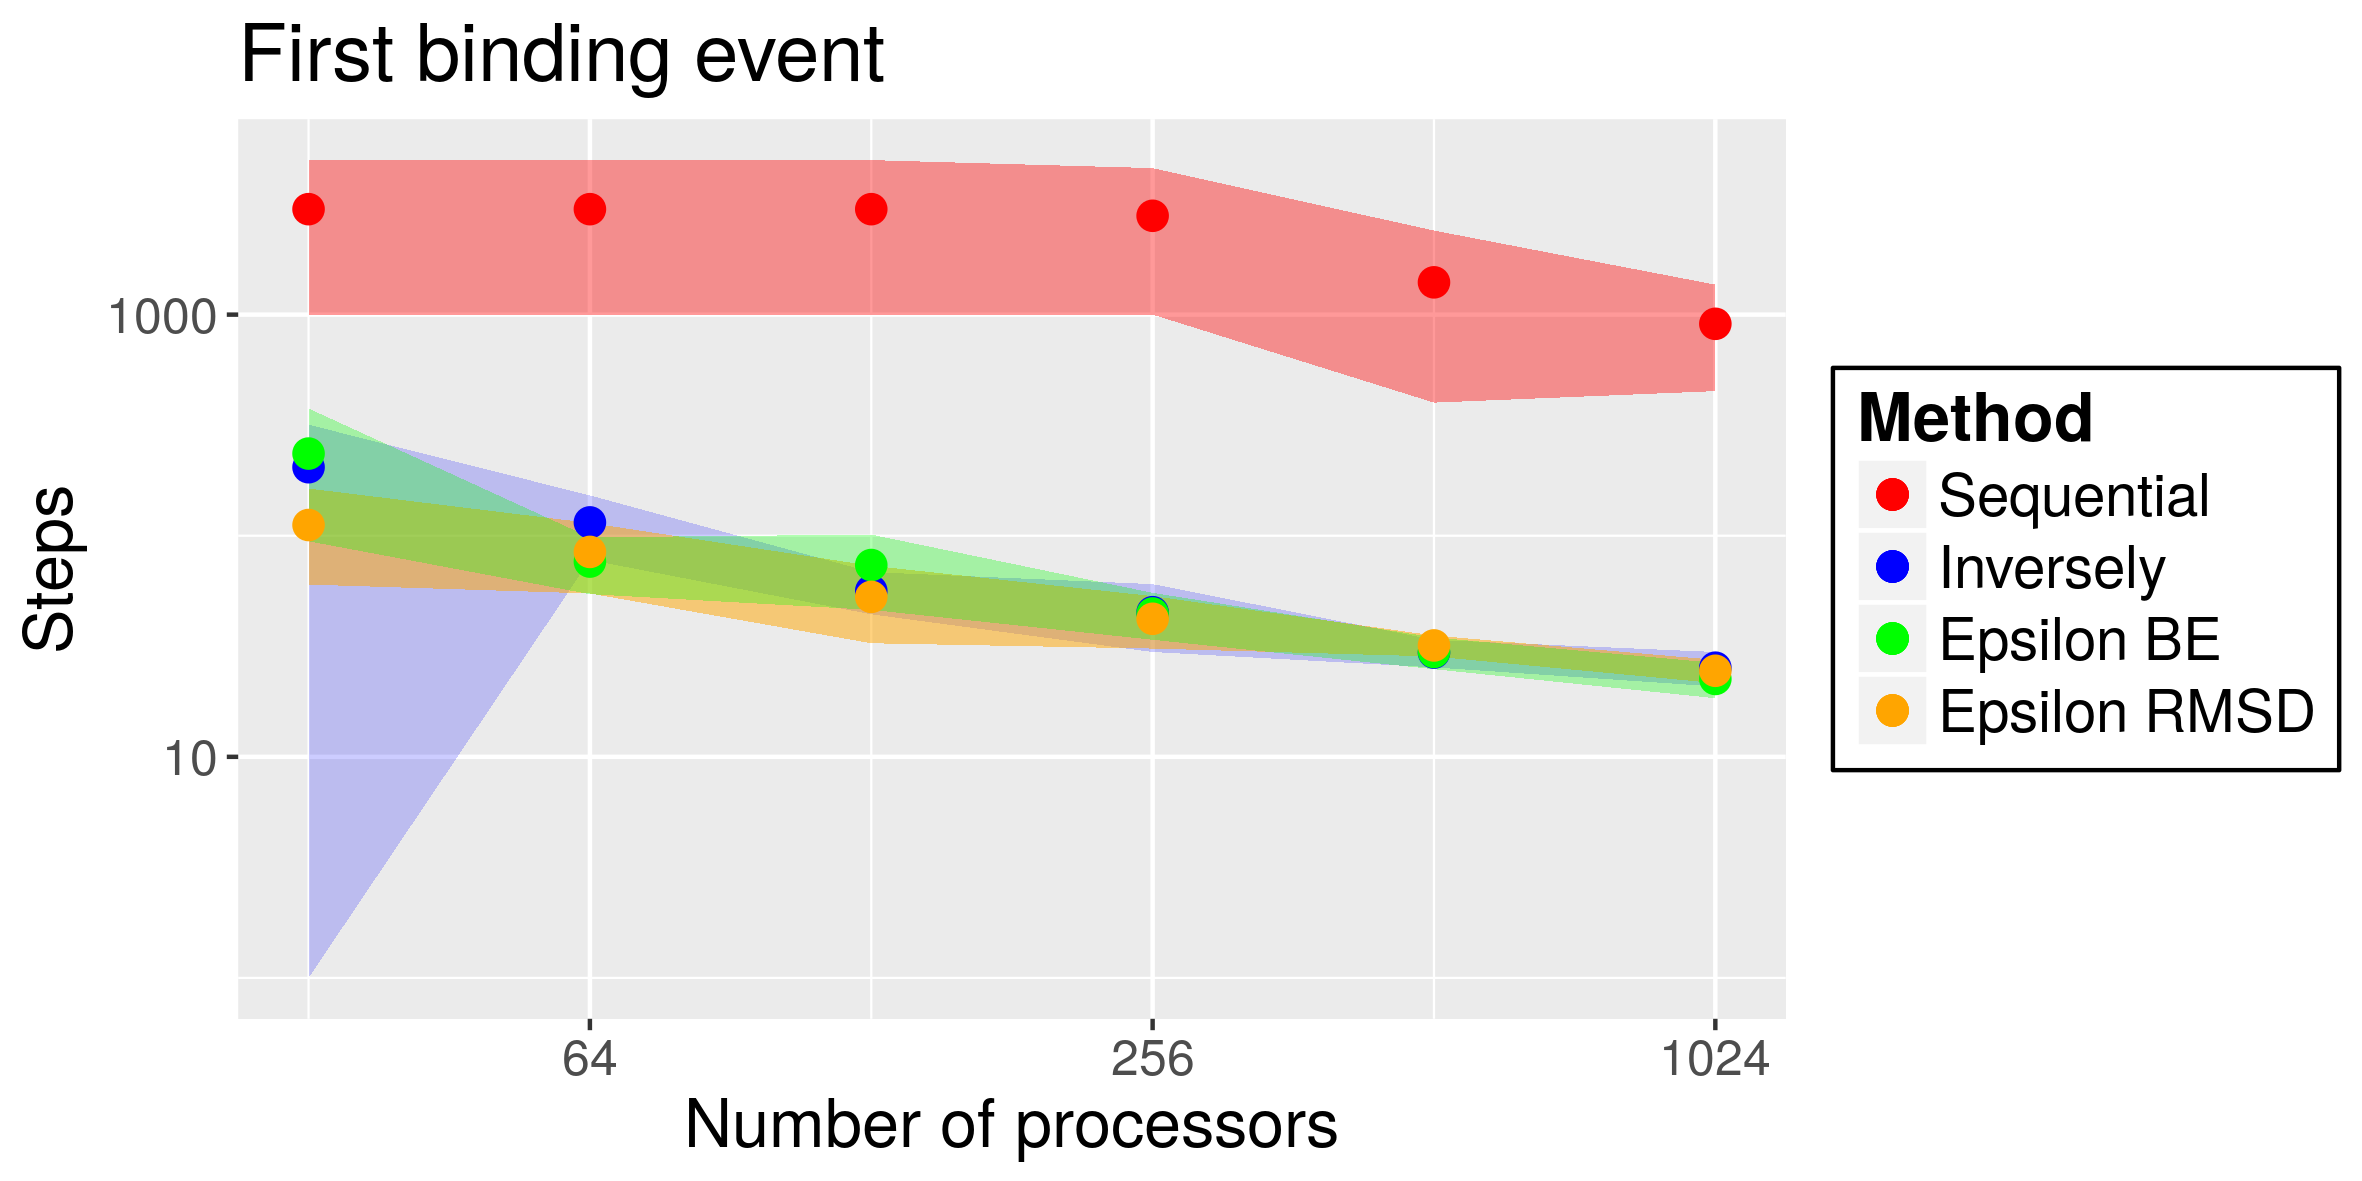 First binding event
Steps
1000
10
64
256
1024
Number of processors
Method
Sequential
Inversely
Epsilon BE
Epsilon RMSD